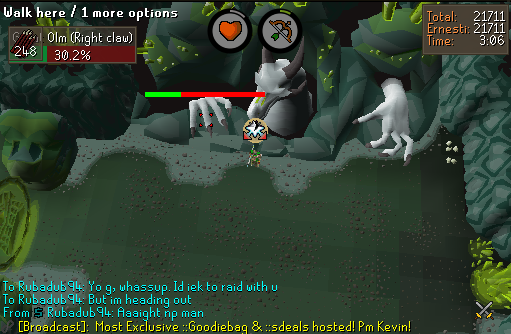 Walk here / 1 more options
Olm (Right claw)
248
30.2%
Total: 21711
Ernesti: 21711
Time: 3:06
To Rubadub94: Yo g, whassup. Id iek to raid with u
To Rubadub94: But im heading out
From Rubadub94: Aaaight np man
[Broadcast]: Most Exclusive ::Goodiebag & ::sdeals hosted! Pm Kevin!